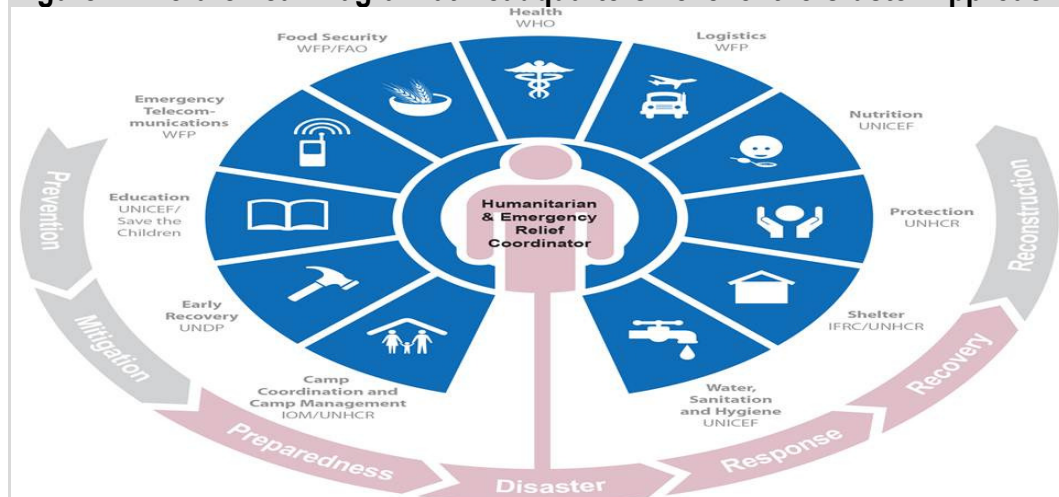 Health
WHO
Food Security
WFP/FAO
Logistics
WFP
Emergency
Telecom-
munications
WFP
Nutrition
UNICEF
Education
UNICEF/
Save the
Children
Humanitarian
& Emergency
Relief
Coordinator
Protection
UNHCR
Early
Recovery
UNDP
Shelter
IFRC/UNHCR
Camp
Coordination and
Camp Management
IOM/UNHCR
Water,
Sanitation
and Hygiene
UNICEF
Prevention
Mitigation
Preparedness
Disaster
Response
Recovery
Reconstruction